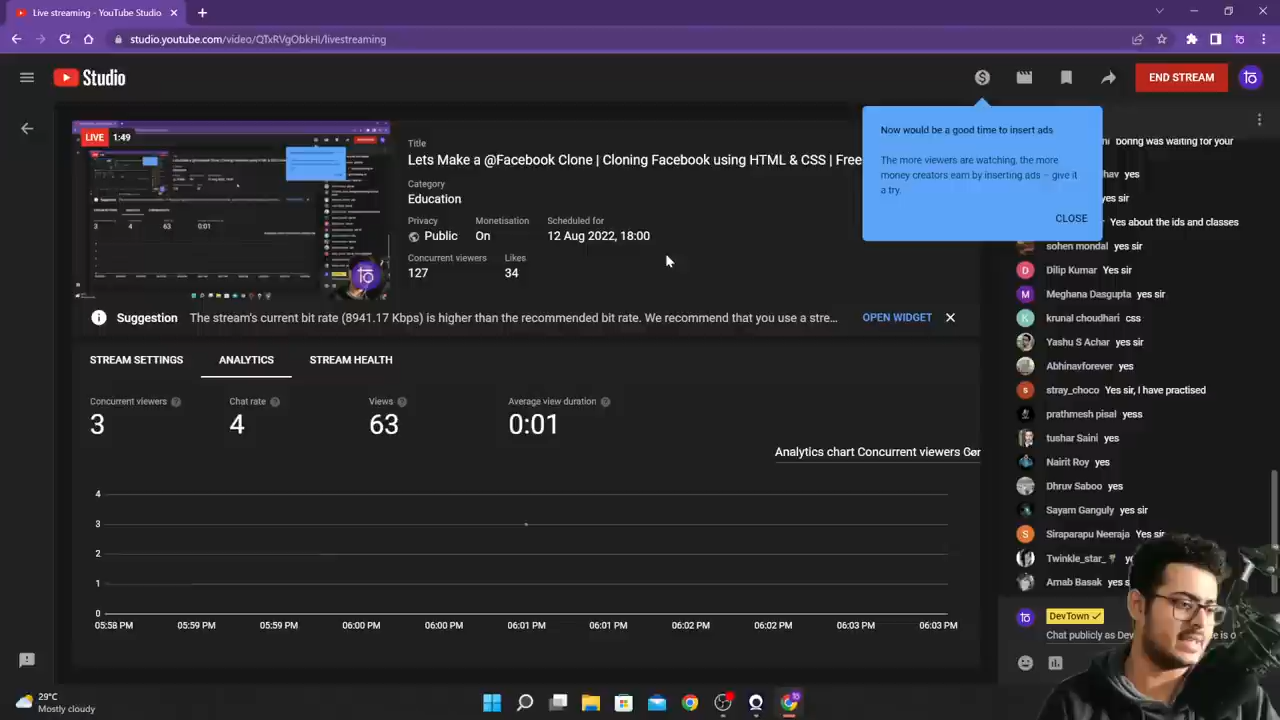 Live streaming - YouTube Studio
studio.youtube.com/video/QTxRVgObkHI/livestreaming
Studio
END STREAM
LIVE 1:49
Title
Lets Make a @Facebook Clone | Cloning Facebook using HTML & CSS | Free
Category
Education
Privacy Monetisation Scheduled for
Public On 12 Aug 2022, 18:00
Concurrent viewers Likes
127 34
Now would be a good time to insert ads
The more viewers are watching, the more
money creators earn by inserting ads – give it
a try.
CLOSE
Suggestion The stream's current bit rate (8941.17 Kbps) is higher than the recommended bit rate. We recommend that you use a stre...
OPEN WIDGET
STREAM SETTINGS ANALYTICS STREAM HEALTH
Concurrent viewers Chat rate Views Average view duration
3 4 63 0:01
Analytics chart Concurrent viewers
4
3
2
1
0
05:58 PM 05:59 PM 05:59 PM 06:00 PM 06:00 PM 06:01 PM 06:01 PM 06:02 PM 06:02 PM 06:03 PM 06:03 PM
waiting for your
yes
yes sir
Yes about the ids and classes
sohen mondal yes sir
Dilip Kumar Yes sir
Meghana Dasgupta yes sir
krunal choudhari css
Yashu S Achar yes sir
Abhinavforever yes
stray_choco Yes sir, I have practised
prathmesh pisal yess
tushar Saini yes
Nairit Roy yes
Dhruv Saboo yes
Sayam Ganguly yes sir
Siraparapu Neeraja Yes sir
Twinkle_star_
Arnab Basak yes
DevTown
Chat publicly as
29°C
Mostly cloudy